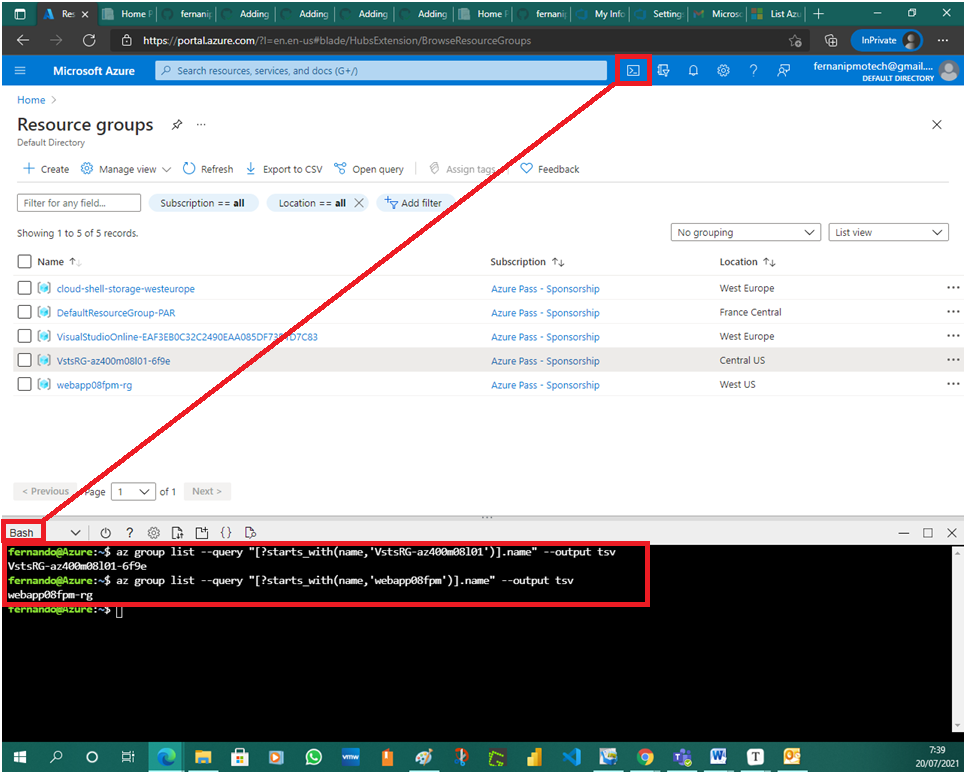 Res
Home P
fernanip
Adding
Adding
Adding
Adding
Home P
fernanip
My Info
Settings
Microso
List Azu
https://portal.azure.com/?l=en.en-us#blade/HubsExtension/BrowseResourceGroups
InPrivate
Microsoft Azure
Search resources, services, and docs (G+/)
fernanipmotech@gmail....
DEFAULT DIRECTORY
Home
Resource groups
Default Directory
Create
Manage view
Refresh
Export to CSV
Open query
Assign tags
Feedback
Filter for any field...
Subscription == all
Location == all
Add filter
Showing 1 to 5 of 5 records.
No grouping
List view
Name
Subscription
Location
cloud-shell-storage-westeurope Azure Pass - Sponsorship West Europe
DefaultResourceGroup-PAR Azure Pass - Sponsorship France Central
Azure Pass - Sponsorship West Europe
VstsRG-az400m08l01-6f9e Azure Pass - Sponsorship Central US
webapp08fpm-rg Azure Pass - Sponsorship West US
< Previous Page 1 of 1 Next >
Bash
fernando@Azure:~$ az group list --query "[?starts_with(name,'VstsRG-az400m08l01')].name" --output tsv
VstsRG-az400m08l01-6f9e
fernando@Azure:~$ az group list --query "[?starts_with(name,'webapp08fpm')].name" --output tsv
webapp08fpm-rg
fernando@Azure:~$
vmw
7:39
20/07/2021